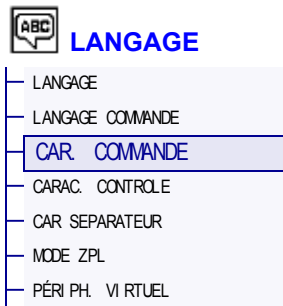 ABC
LANGAGE
LANGAGE
LANGAGE COMMANDE
CAR. COMMANDE
CARAC. CONTROLE
CAR SEPARATEUR
MODE ZPL
PÉRIPH. VIRTUEL